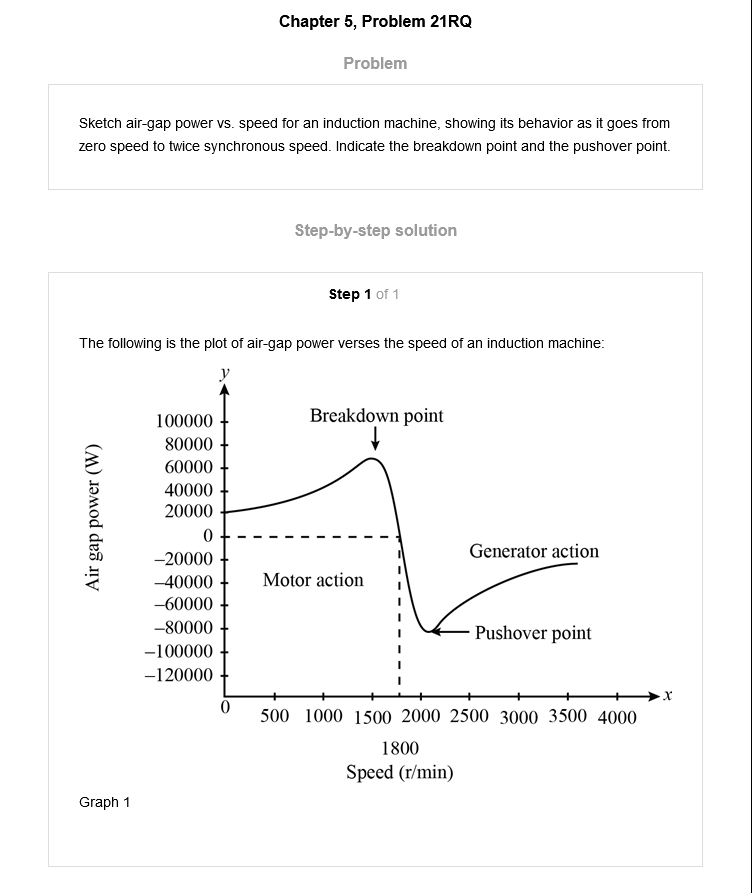 Chapter 5, Problem 21RQ
Problem
Sketch air-gap power vs. speed for an induction machine, showing its behavior as it goes from
zero speed to twice synchronous speed. Indicate the breakdown point and the pushover point.
Step-by-step solution
Step 1 of 1
The following is the plot of air-gap power verses the speed of an induction machine:
y
Breakdown point
100000
80000
60000
40000
20000
0
−20000
−40000
−60000
−80000
−100000
−120000
Air gap power (W)
Motor action
Generator action
Pushover point
x
0 500 1000 1500 2000 2500 3000 3500 4000
1800
Speed (r/min)
Graph 1